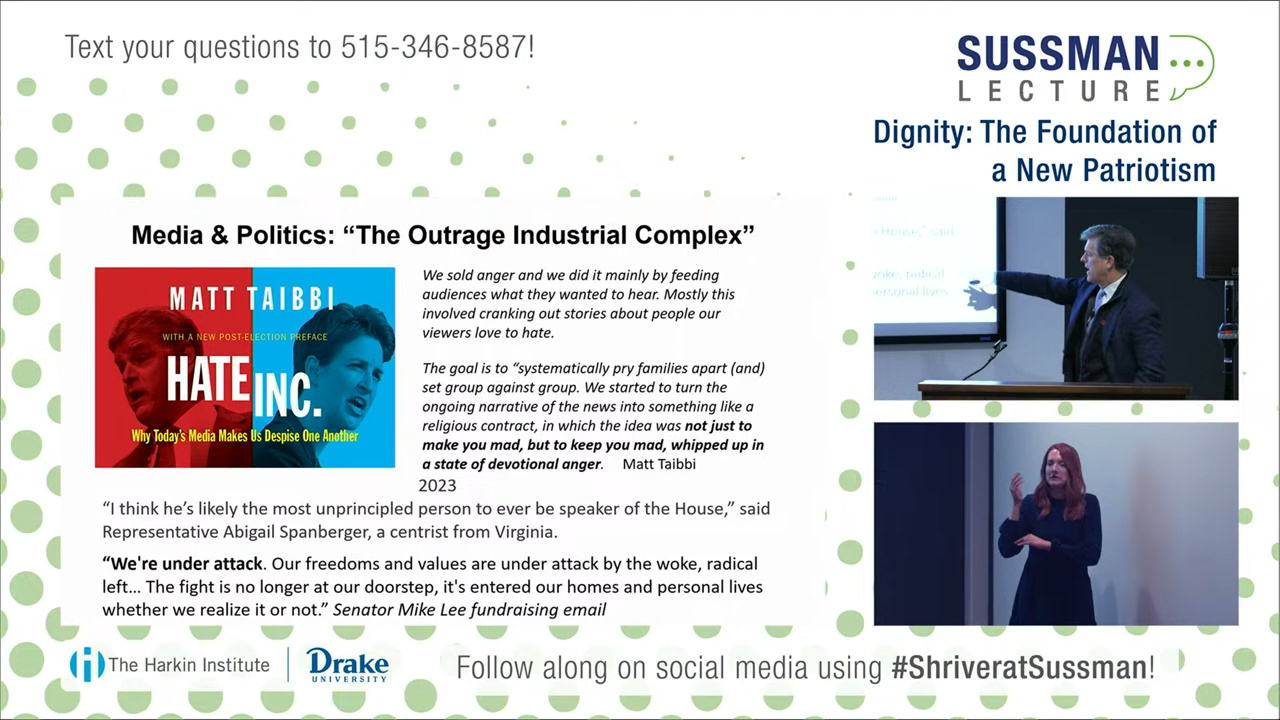 Text your questions to 515-346-8587!
SUSSMAN
LECTURE
Dignity: The Foundation of
a New Patriotism
Media & Politics: “The Outrage Industrial Complex”
MATT TAIBBI
WITH A NEW POST-ELECTION PREFACE
HATE
INC.
Why Today's Media Makes Us Despise One Another
We sold anger and we did it mainly by feeding
audiences what they wanted to hear. Mostly this
involved cranking out stories about people our
viewers love to hate.
The goal is to “systematically pry families apart (and)
set group against group. We started to turn the
ongoing narrative of the news into something like a
religious contract, in which the idea was not just to
make you mad, but to keep you mad, whipped up in
a state of devotional anger. Matt Taibbi
2023
“I think he’s likely the most unprincipled person to ever be speaker of the House,” said
Representative Abigail Spanberger, a centrist from Virginia.
“We're under attack. Our freedoms and values are under attack by the woke, radical
left… The fight is no longer at our doorstep, it's entered our homes and personal lives
whether we realize it or not.” Senator Mike Lee fundraising email
House,” said
woke, radical
personal lives
The Harkin Institute
Drake
UNIVERSITY
Follow along on social media using #ShriveratSussman!